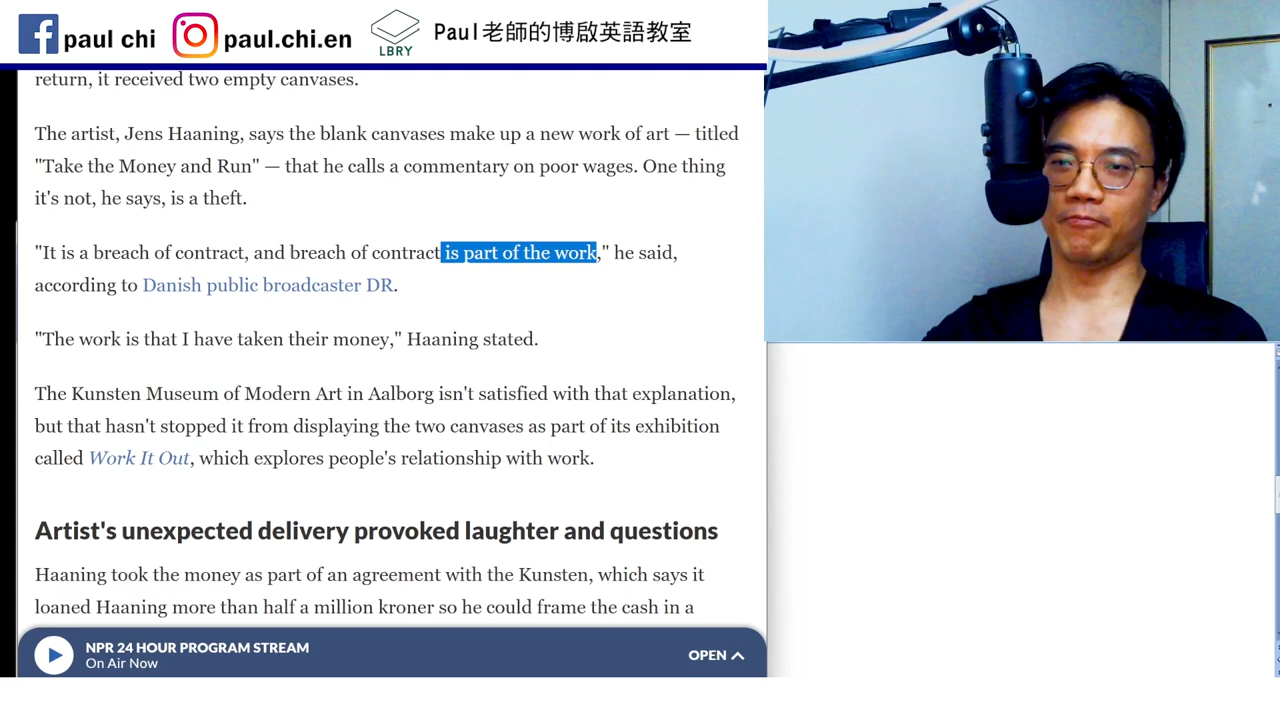 paul chi
paul.chi.en
LBRY
Paul老師的博啟英語教室
return, it received two empty canvases.
The artist, Jens Haaning, says the blank canvases make up a new work of art — titled
"Take the Money and Run" — that he calls a commentary on poor wages. One thing
it's not, he says, is a theft.
"It is a breach of contract, and breach of contract is part of the work," he said,
according to Danish public broadcaster DR.
"The work is that I have taken their money," Haaning stated.
The Kunsten Museum of Modern Art in Aalborg isn't satisfied with that explanation,
but that hasn't stopped it from displaying the two canvases as part of its exhibition
called Work It Out, which explores people's relationship with work.
Artist's unexpected delivery provoked laughter and questions
Haaning took the money as part of an agreement with the Kunsten, which says it
loaned Haaning more than half a million kroner so he could frame the cash in a
NPR 24 HOUR PROGRAM STREAM
On Air Now
OPEN